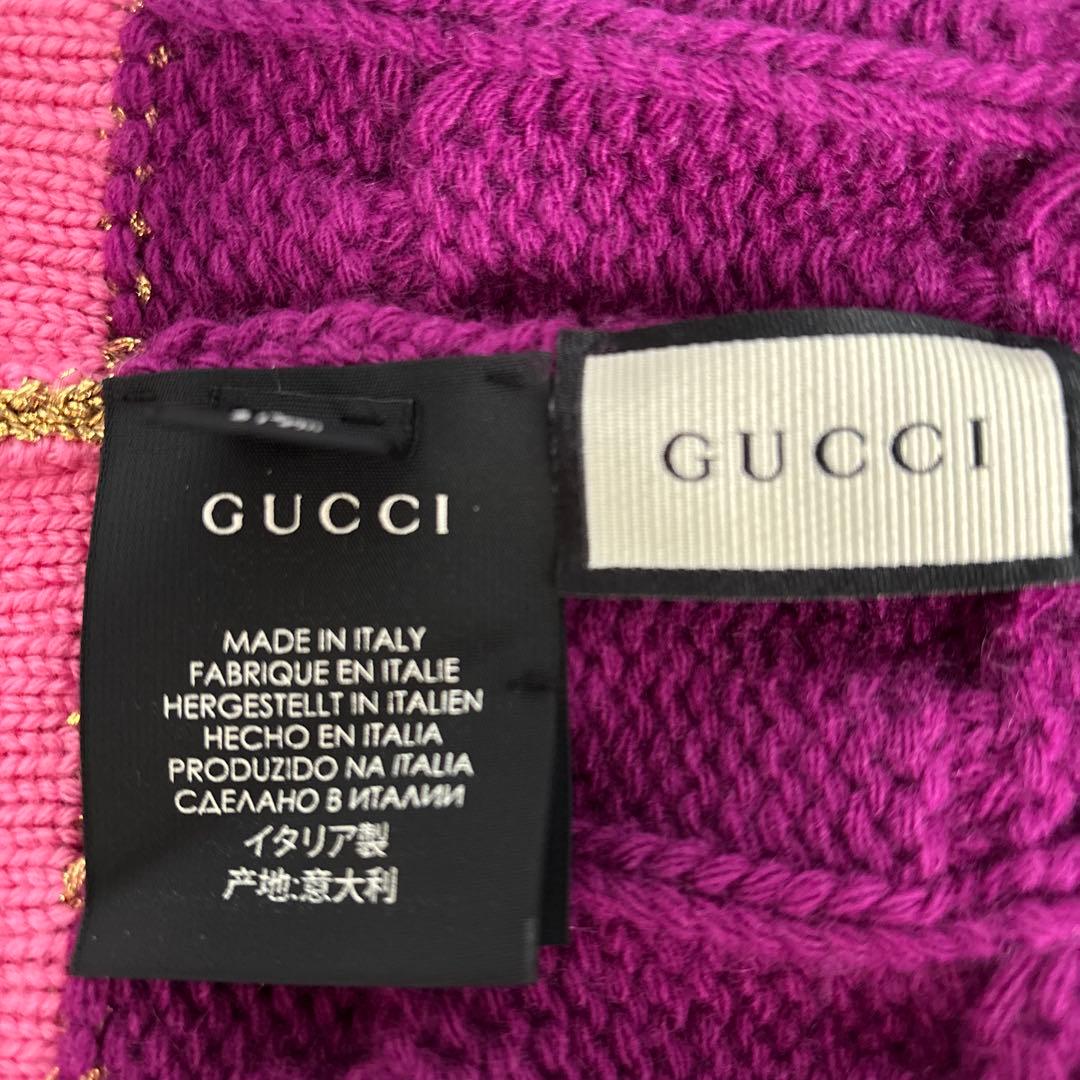 GUCCI
MADE IN ITALY
FABRIQUE EN ITALIE
HERGESTELLT IN ITALIEN
HECHO EN ITALIA
PRODUZIDO NA ITALIA
СДЕЛАНО В ИТАЛИИ
イタリア製
产地:意大利
GUCCI